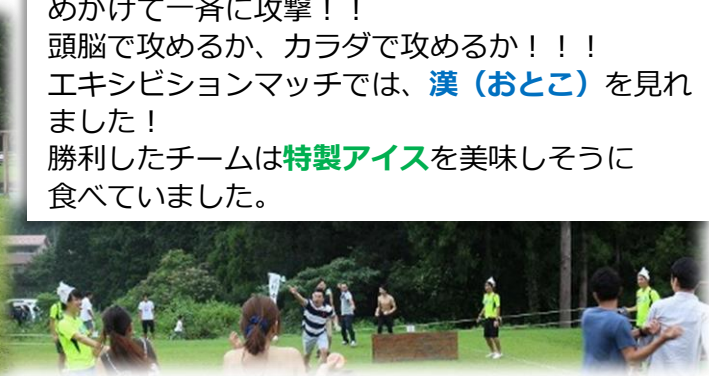 めがけて一斉に攻撃！！
頭脳で攻めるか、カラダで攻めるか！！！
エキシビションマッチでは、漢（おとこ）を見れ
ました！
勝利したチームは特製アイスを美味しそうに
食べていました。